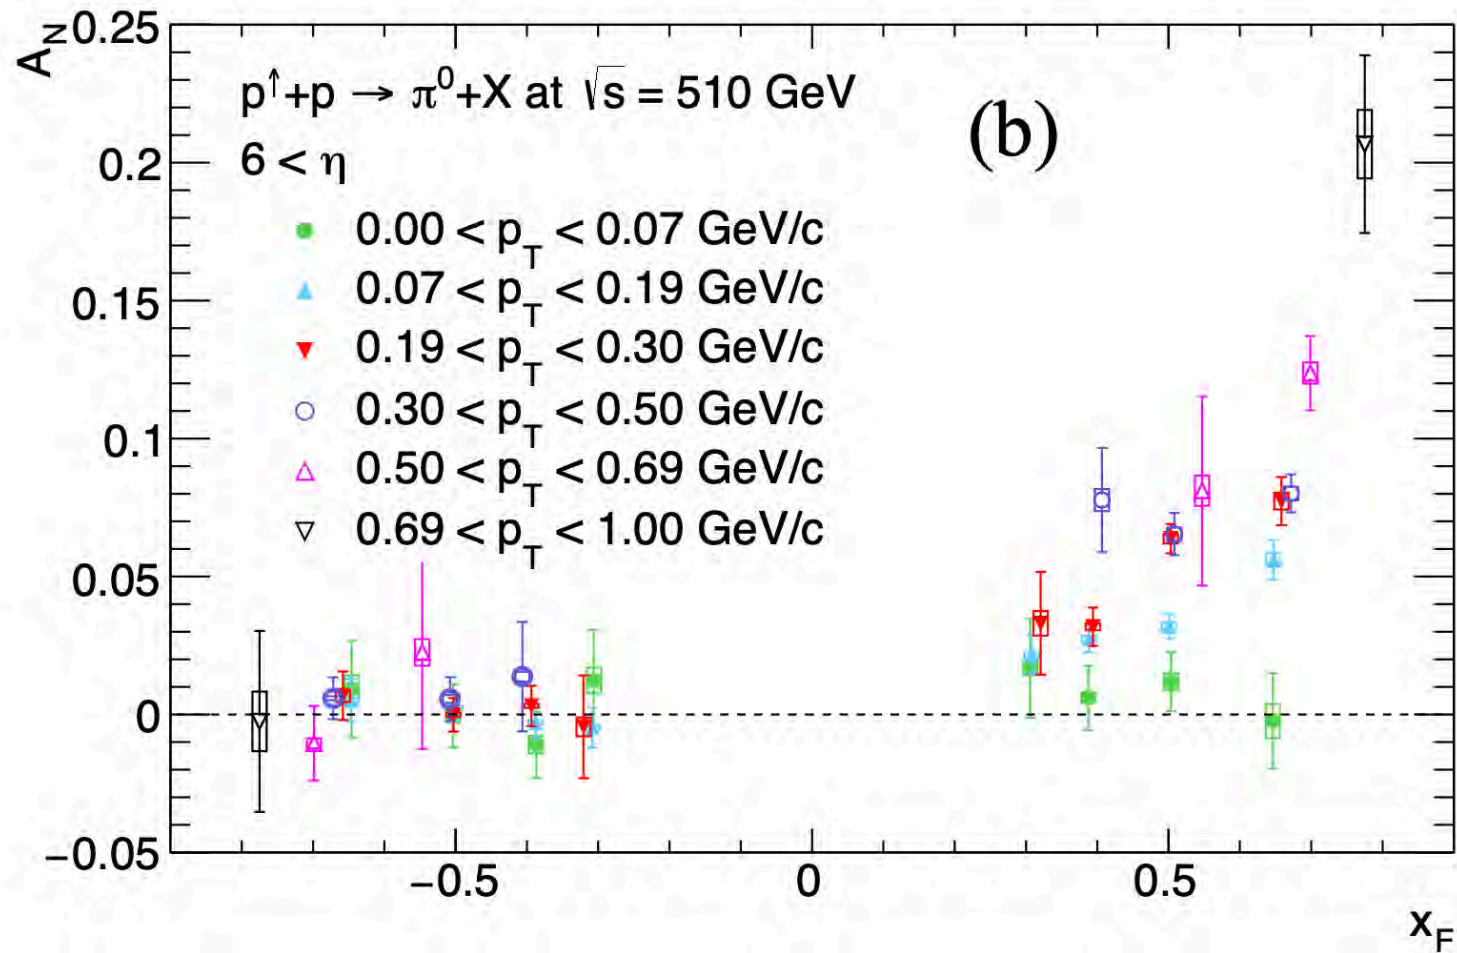 A_N
0.25
p↑+p → π⁰+X at √s = 510 GeV
(b)
6 < η
0.2
0.00 < p_T < 0.07 GeV/c
0.07 < p_T < 0.19 GeV/c
0.15
0.19 < p_T < 0.30 GeV/c
0.30 < p_T < 0.50 GeV/c
0.1
0.50 < p_T < 0.69 GeV/c
0.69 < p_T < 1.00 GeV/c
0.05
0
−0.05
−0.5 0 0.5
x_F